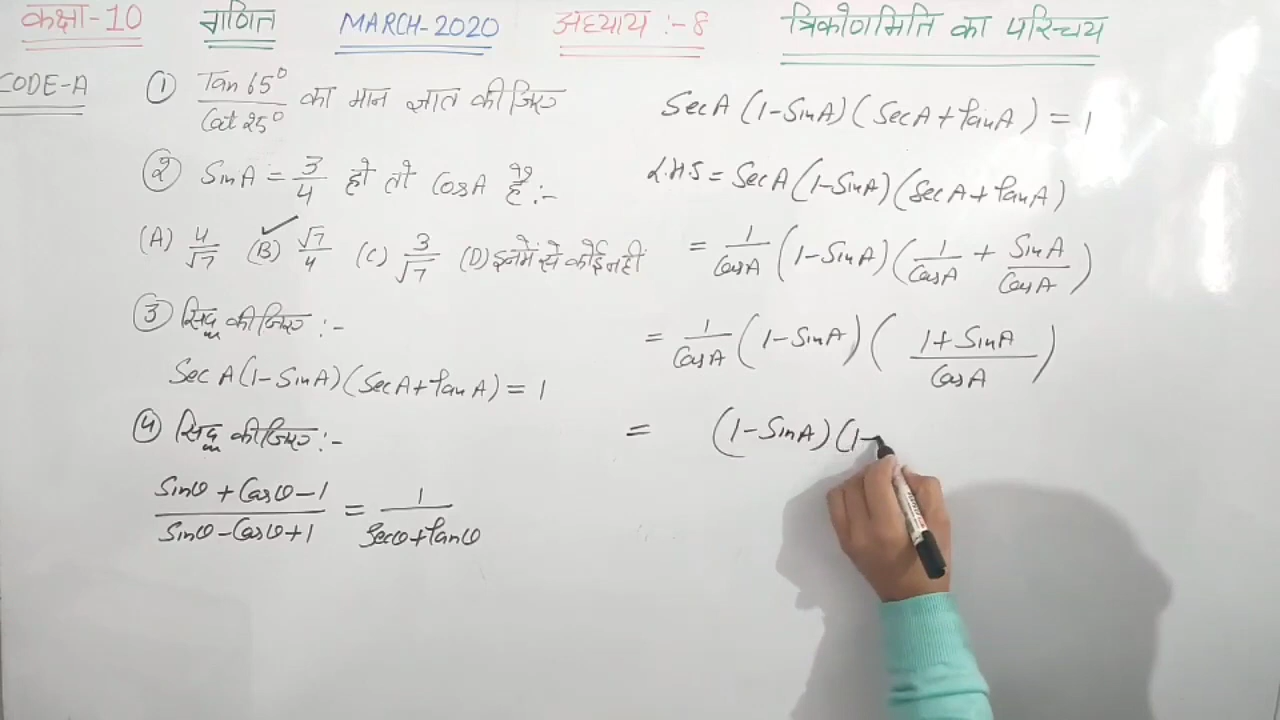 कक्षा-10 गणित MARCH-2020 अध्याय :- 8 त्रिकोणमिति का परिचय
CODE-A
① Tan 65° / Cot 25° का मान ज्ञात कीजिए
② SinA = 3/4 हो तो CosA का मान है :-
(A) 4/√7 (B) √7/4 (C) 3/√7 (D) इनमें से कोई नहीं
③ सिद्ध कीजिए :-
Sec A (1-SinA) (SecA + tanA) = 1
④ सिद्ध कीजिए :-
Sinθ + Cosθ - 1 / Sinθ - Cosθ + 1 = 1 / Secθ + tanθ
SecA (1-SinA) (SecA + tanA) = 1
L.H.S = SecA (1-SinA) (SecA + tanA)
= 1/CosA (1-SinA) (1/CosA + SinA/CosA)
= 1/CosA (1-SinA) (1+SinA / CosA)
= (1-SinA) (1-